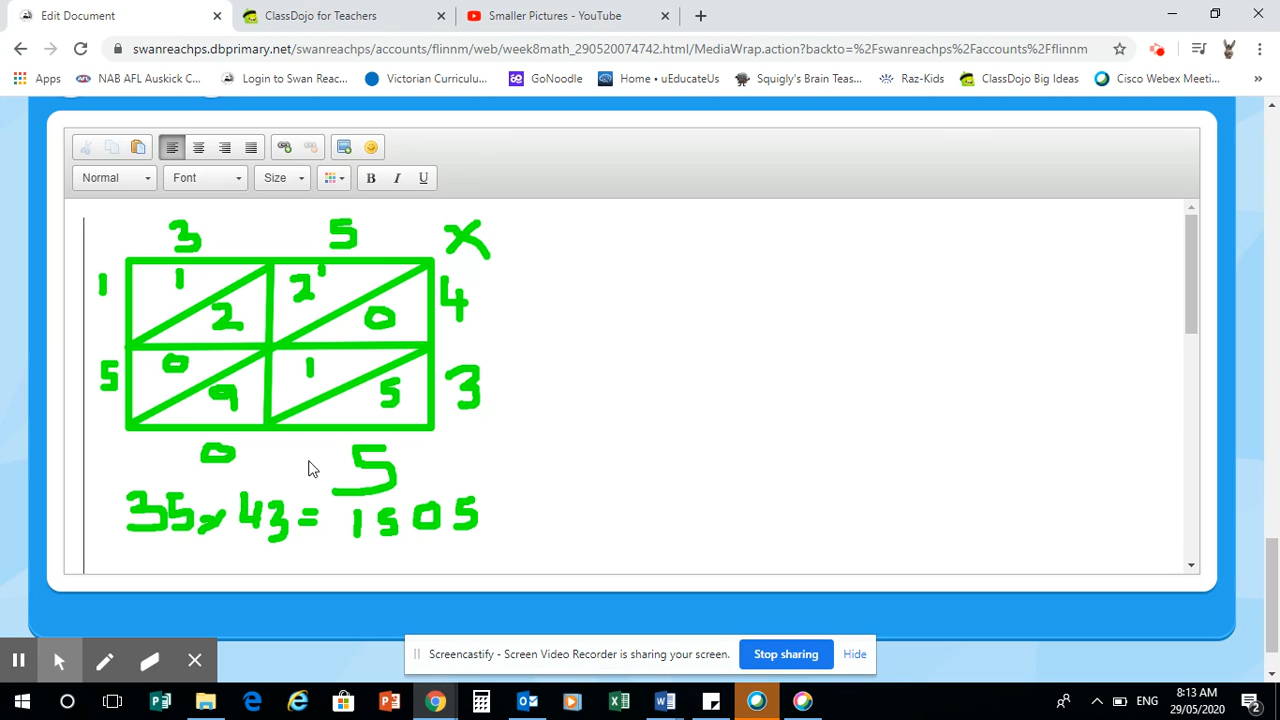 Edit Document
ClassDojo for Teachers
Smaller Pictures - YouTube
swanreachps.dbprimary.net/swanreachps/accounts/flinnm/web/week8math_290520074742.html/MediaWrap.action?backto=%2Fswanreachps%2Faccounts%2Fflinnm
Apps NAB AFL Auskick C... Login to Swan Reac... Victorian Curriculu... GoNoodle Home • uEducateUs Squigly's Brain Teas... Raz-Kids ClassDojo Big Ideas Cisco Webex Meeti... »
Normal Font Size B I U
3 5 X
1 1 2 2 1 0 4
5 0 9 1 5 3
0 5
35 x 43 = 1505
Screencastify - Screen Video Recorder is sharing your screen. Stop sharing Hide
ENG
8:13 AM
29/05/2020
2